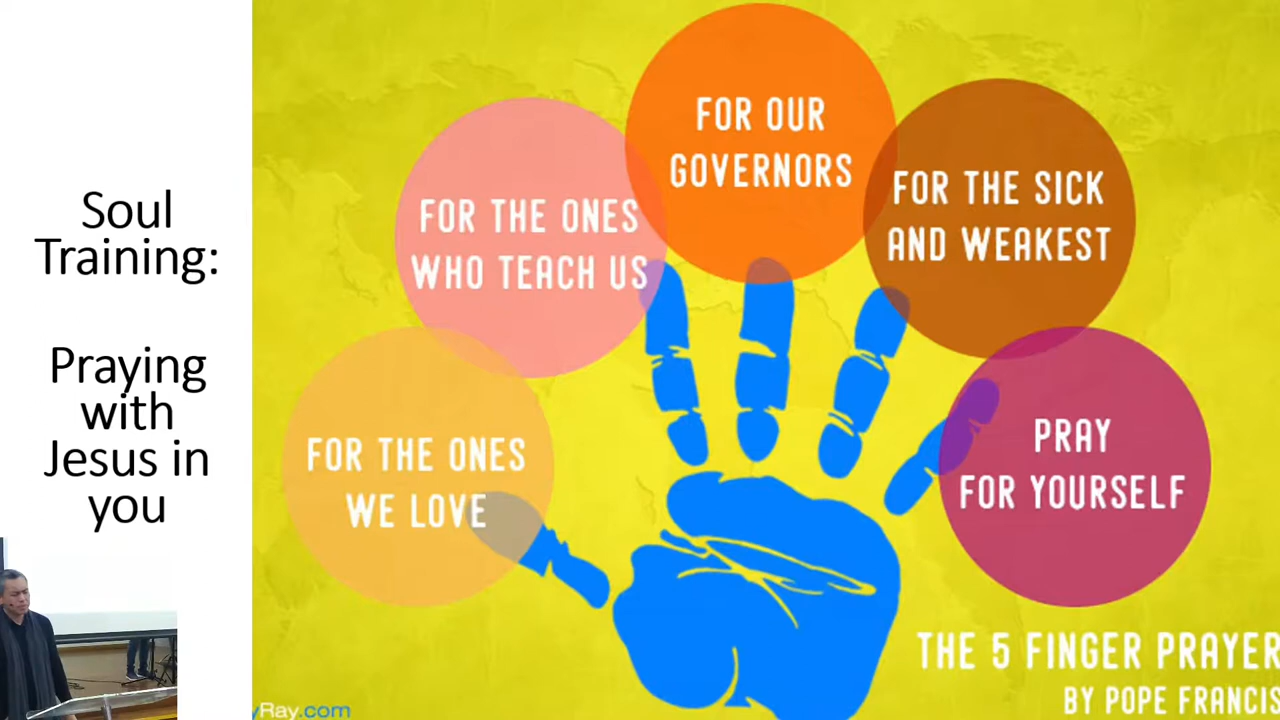 Soul
Training:
Praying
with
Jesus in
you
FOR OUR
GOVERNORS
FOR THE ONES
WHO TEACH US
FOR THE SICK
AND WEAKEST
FOR THE ONES
WE LOVE
PRAY
FOR YOURSELF
THE 5 FINGER PRAYER
BY POPE FRANCIS
yRay.com